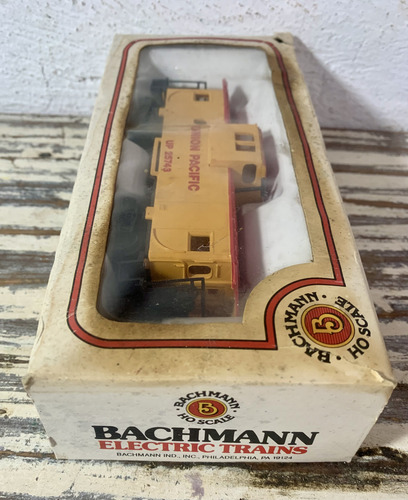 UNION PACIFIC
UP 25743
BACHMANN
HO SCALE
B
BACHMANN
HO SCALE
B
BACHMANN
ELECTRIC TRAINS
BACHMANN IND., INC., PHILADELPHIA, PA 19124